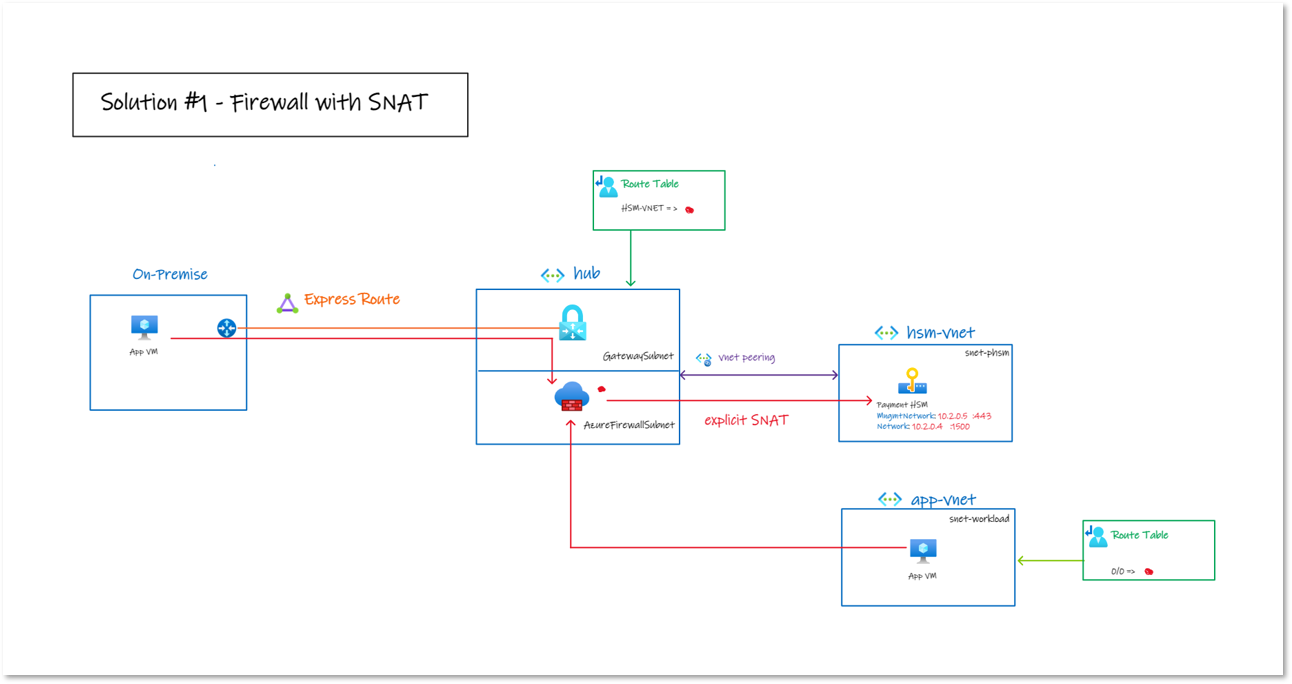 Solution #1 - Firewall with SNAT
Route Table
HSM-VNET = >
On-Premise
App VM
Express Route
hub
GatewaySubnet
AzureFirewallSubnet
vnet peering
explicit SNAT
hsm-vnet
snet-phsm
Payment HSM
MngmtNetwork: 10.2.0.5 :443
Network: 10.2.0.4 :1500
app-vnet
snet-workload
App VM
Route Table
0/0 =>